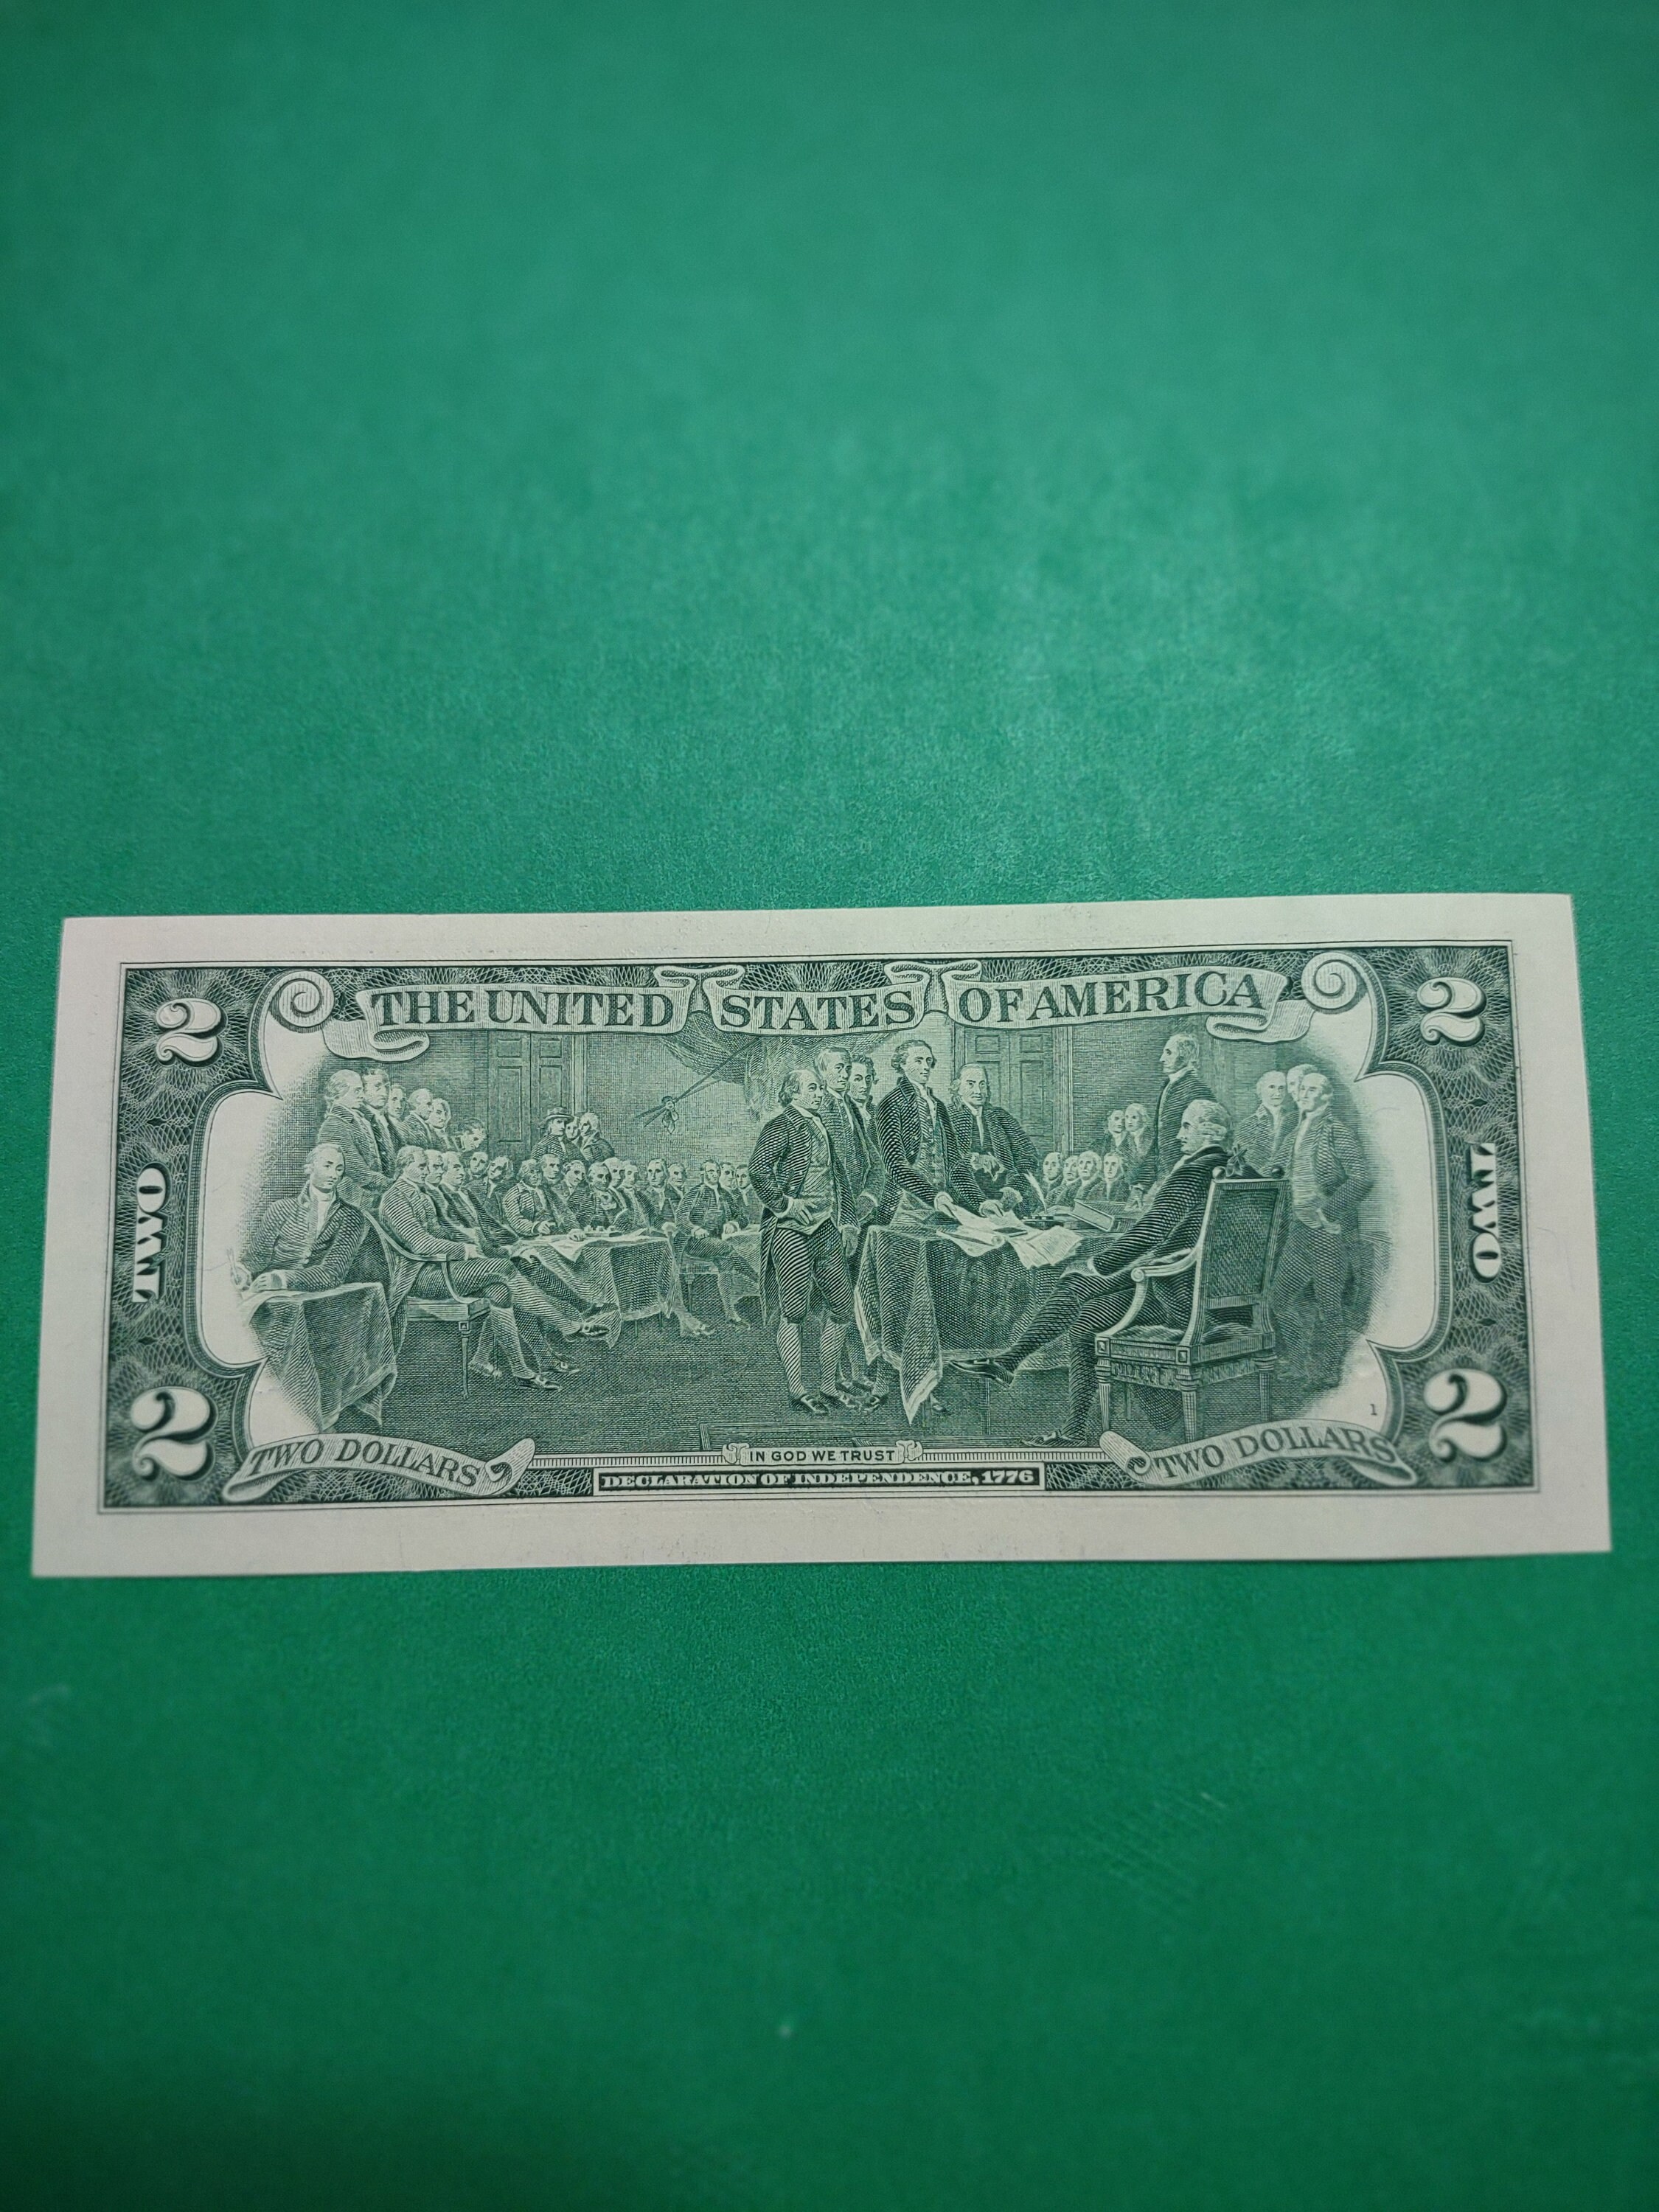 2 THE UNITED STATES OF AMERICA 2
TWO
TWO
1
2 TWO DOLLARS IN GOD WE TRUST TWO DOLLARS 2
DECLARATION OF INDEPENDENCE, 1776